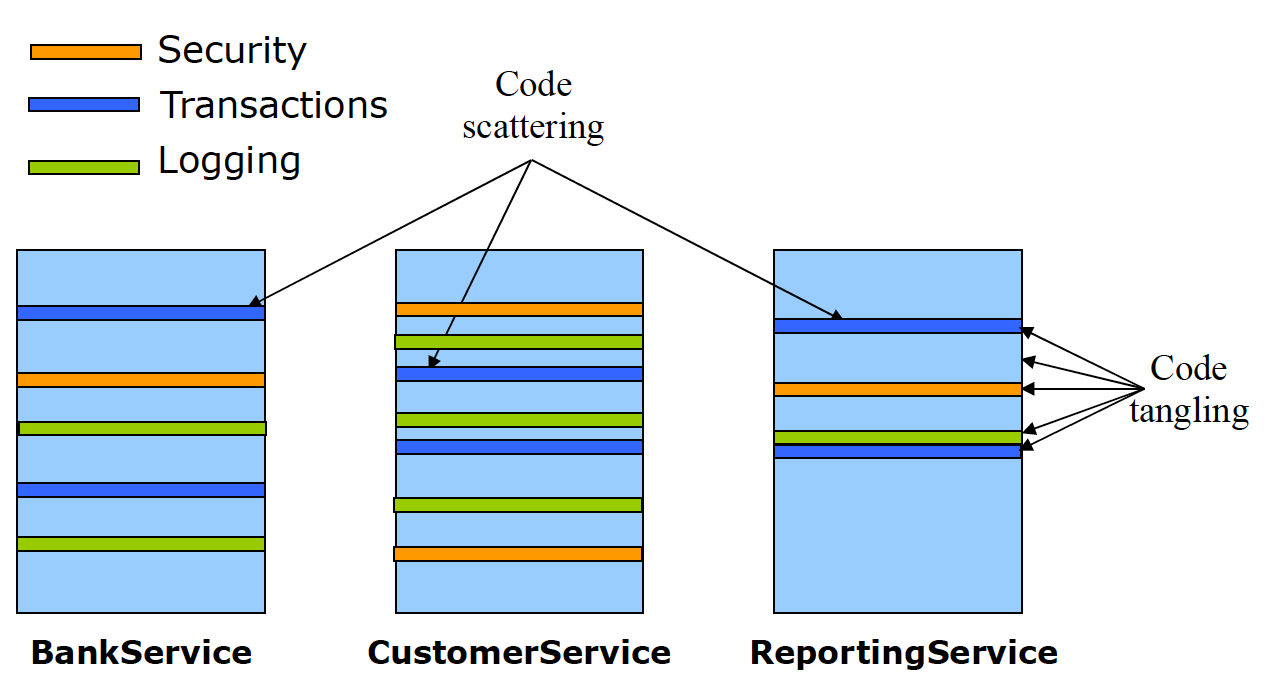 Security
Transactions
Logging
Code
scattering
Code
tangling
BankService
CustomerService
ReportingService